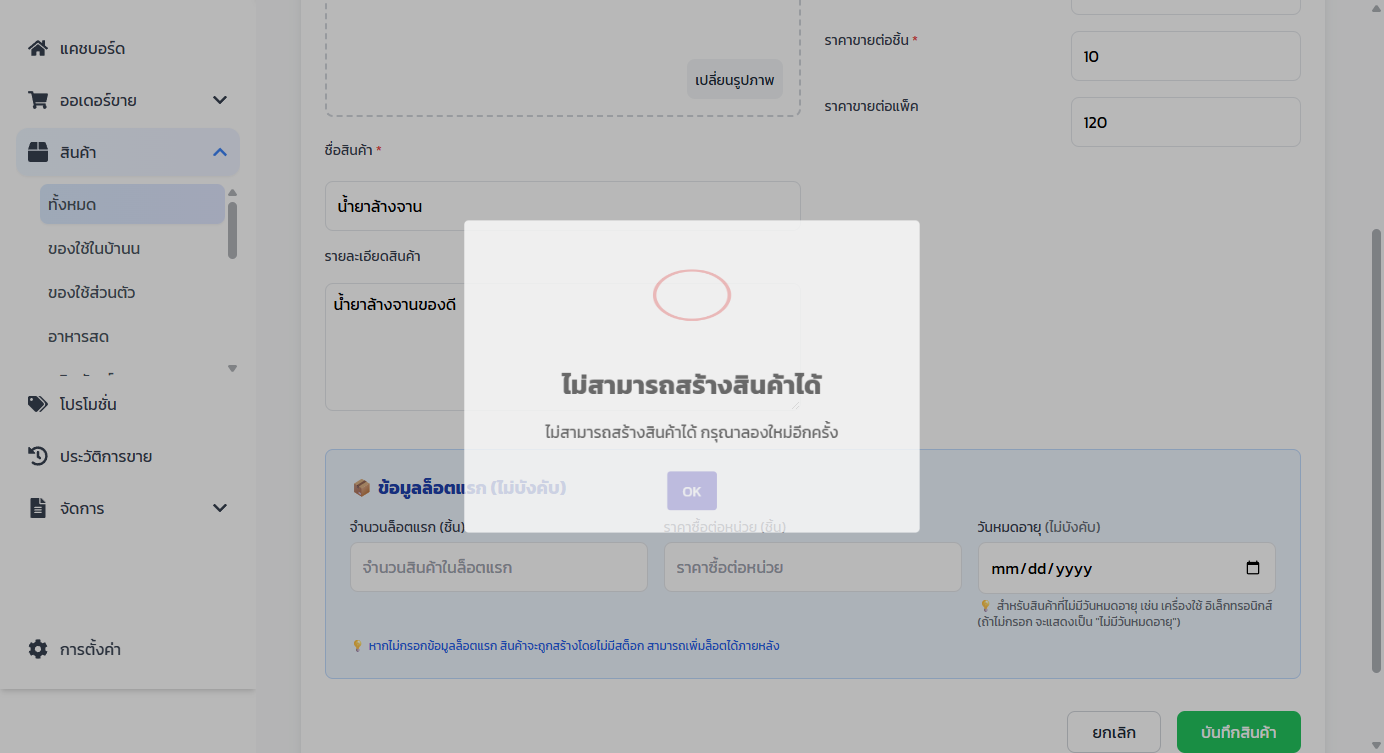 แคชบอร์ด
ออเดอร์ขาย
สินค้า
ทั้งหมด
ของใช้ในบ้านน
ของใช้ส่วนตัว
อาหารสด
โปรโมชั่น
ประวัติการขาย
จัดการ
การตั้งค่า
เปลี่ยนรูปภาพ
ราคาขายต่อชิ้น *
10
ราคาขายต่อแพ็ค
120
ชื่อสินค้า *
น้ำยาล้างจาน
รายละเอียดสินค้า
น้ำยาล้างจานของดี
ไม่สามารถสร้างสินค้าได้
ไม่สามารถสร้างสินค้าได้ กรุณาลองใหม่อีกครั้ง
OK
📦 ข้อมูลล็อตแรก (ไม่บังคับ)
จำนวนล็อตแรก (ชิ้น)
จำนวนสินค้าในล็อตแรก
ราคาซื้อต่อหน่วย (ชิ้น)
ราคาซื้อต่อหน่วย
วันหมดอายุ (ไม่บังคับ)
mm/dd/yyyy
💡 สำหรับสินค้าที่ไม่มีวันหมดอายุ เช่น เครื่องใช้ อิเล็กทรอนิกส์
(ถ้าไม่กรอก จะแสดงเป็น "ไม่มีวันหมดอายุ")
💡 หากไม่กรอกข้อมูลล็อตแรก สินค้าจะถูกสร้างโดยไม่มีสต็อก สามารถเพิ่มล็อตได้ภายหลัง
ยกเลิก
บันทึกสินค้า